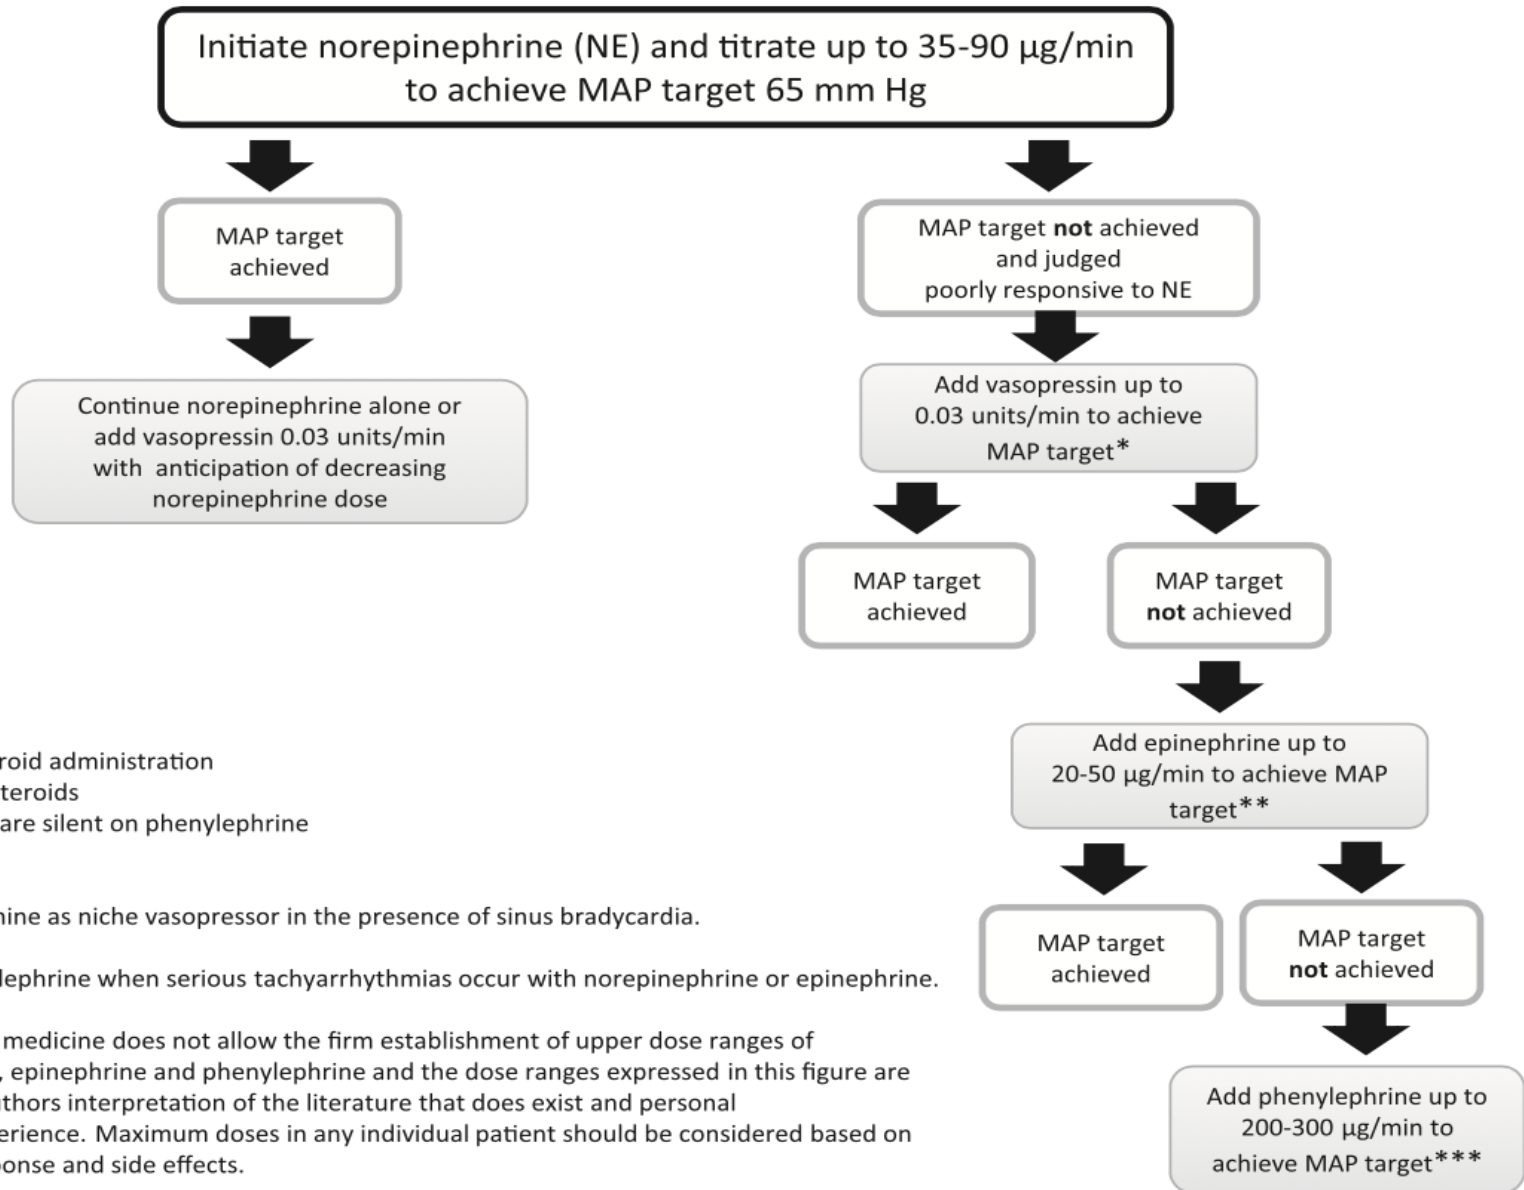 Initiate norepinephrine (NE) and titrate up to 35-90 µg/min
to achieve MAP target 65 mm Hg
MAP target
achieved
MAP target not achieved
and judged
poorly responsive to NE
Continue norepinephrine alone or
add vasopressin 0.03 units/min
with anticipation of decreasing
norepinephrine dose
Add vasopressin up to
0.03 units/min to achieve
MAP target*
MAP target
achieved
MAP target
not achieved
Add epinephrine up to
20-50 µg/min to achieve MAP
target**
MAP target
achieved
MAP target
not achieved
Add phenylephrine up to
200-300 µg/min to
achieve MAP target***
roid administration
teroids
are silent on phenylephrine
nine as niche vasopressor in the presence of sinus bradycardia.
lephrine when serious tachyarrhythmias occur with norepinephrine or epinephrine.
medicine does not allow the firm establishment of upper dose ranges of
, epinephrine and phenylephrine and the dose ranges expressed in this figure are
uthors interpretation of the literature that does exist and personal
erience. Maximum doses in any individual patient should be considered based on
onse and side effects.